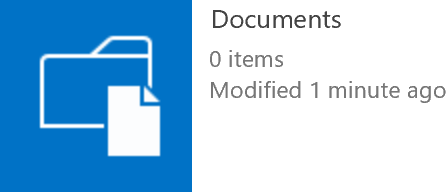 Documents
0 items
Modified 1 minute ago